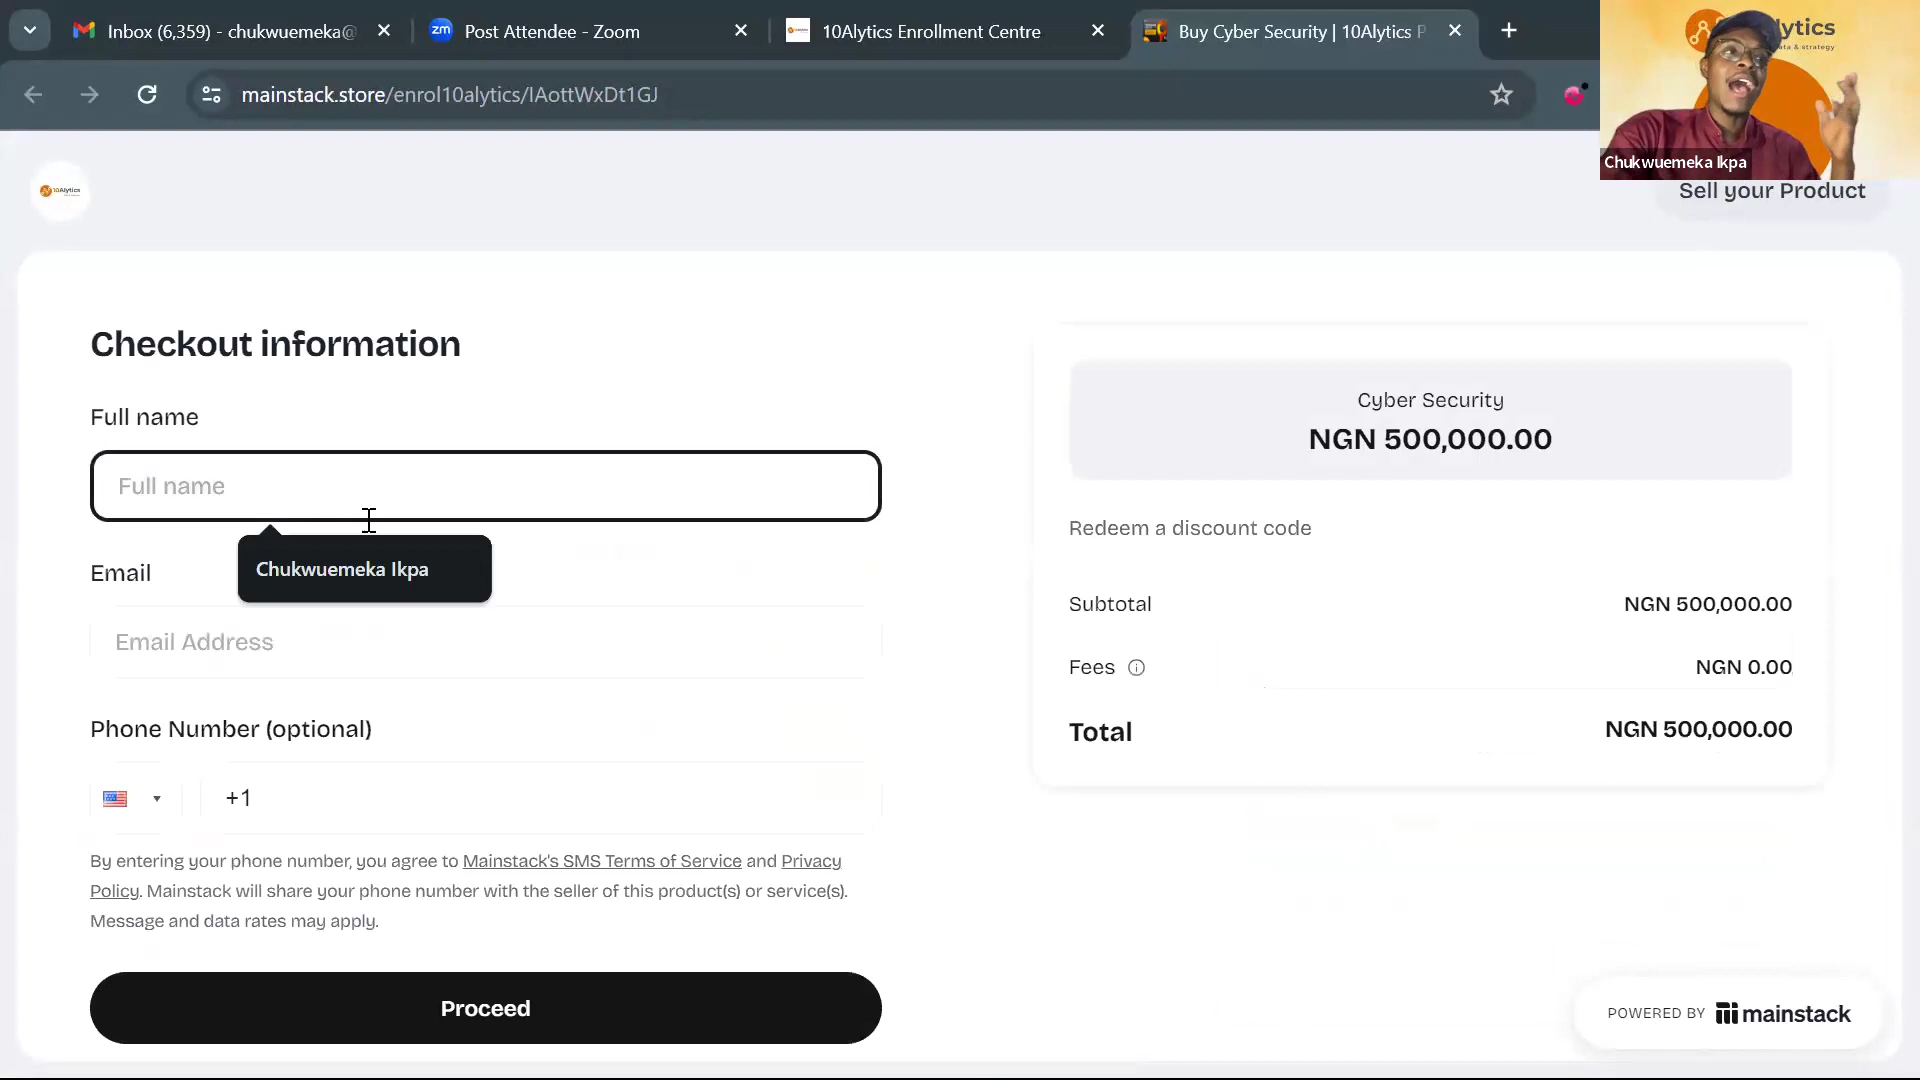 Inbox (6,359) - chukwuemeka@
zm
Post Attendee - Zoom
10Alytics Enrollment Centre
Buy Cyber Security | 10Alytics P
mainstack.store/enrol10alytics/IAottWxDt1GJ
lytics
ata & strategy
Chukwuemeka Ikpa
10Alytics
Sell your Product
Checkout information
Full name
Full name
Chukwuemeka Ikpa
Email
Email Address
Phone Number (optional)
+1
By entering your phone number, you agree to Mainstack's SMS Terms of Service and Privacy
Policy. Mainstack will share your phone number with the seller of this product(s) or service(s).
Message and data rates may apply.
Proceed
Cyber Security
NGN 500,000.00
Redeem a discount code
Subtotal NGN 500,000.00
Fees NGN 0.00
Total NGN 500,000.00
POWERED BY mainstack